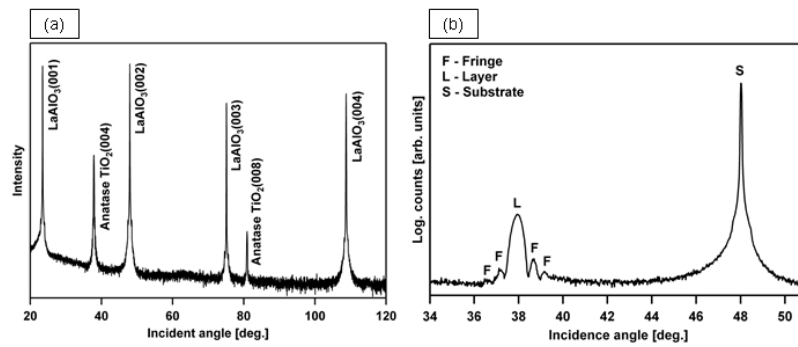 (a)
Intensity
LaAlO3(001)
Anatase TiO2(004)
LaAlO3(002)
LaAlO3(003)
Anatase TiO2(008)
LaAlO3(004)
20 40 60 80 100 120
Incident angle [deg.]
(b)
Log. counts [arb. units]
F - Fringe
L - Layer
S - Substrate
F
F
L
F
F
S
34 36 38 40 42 44 46 48 50
Incidence angle [deg.]